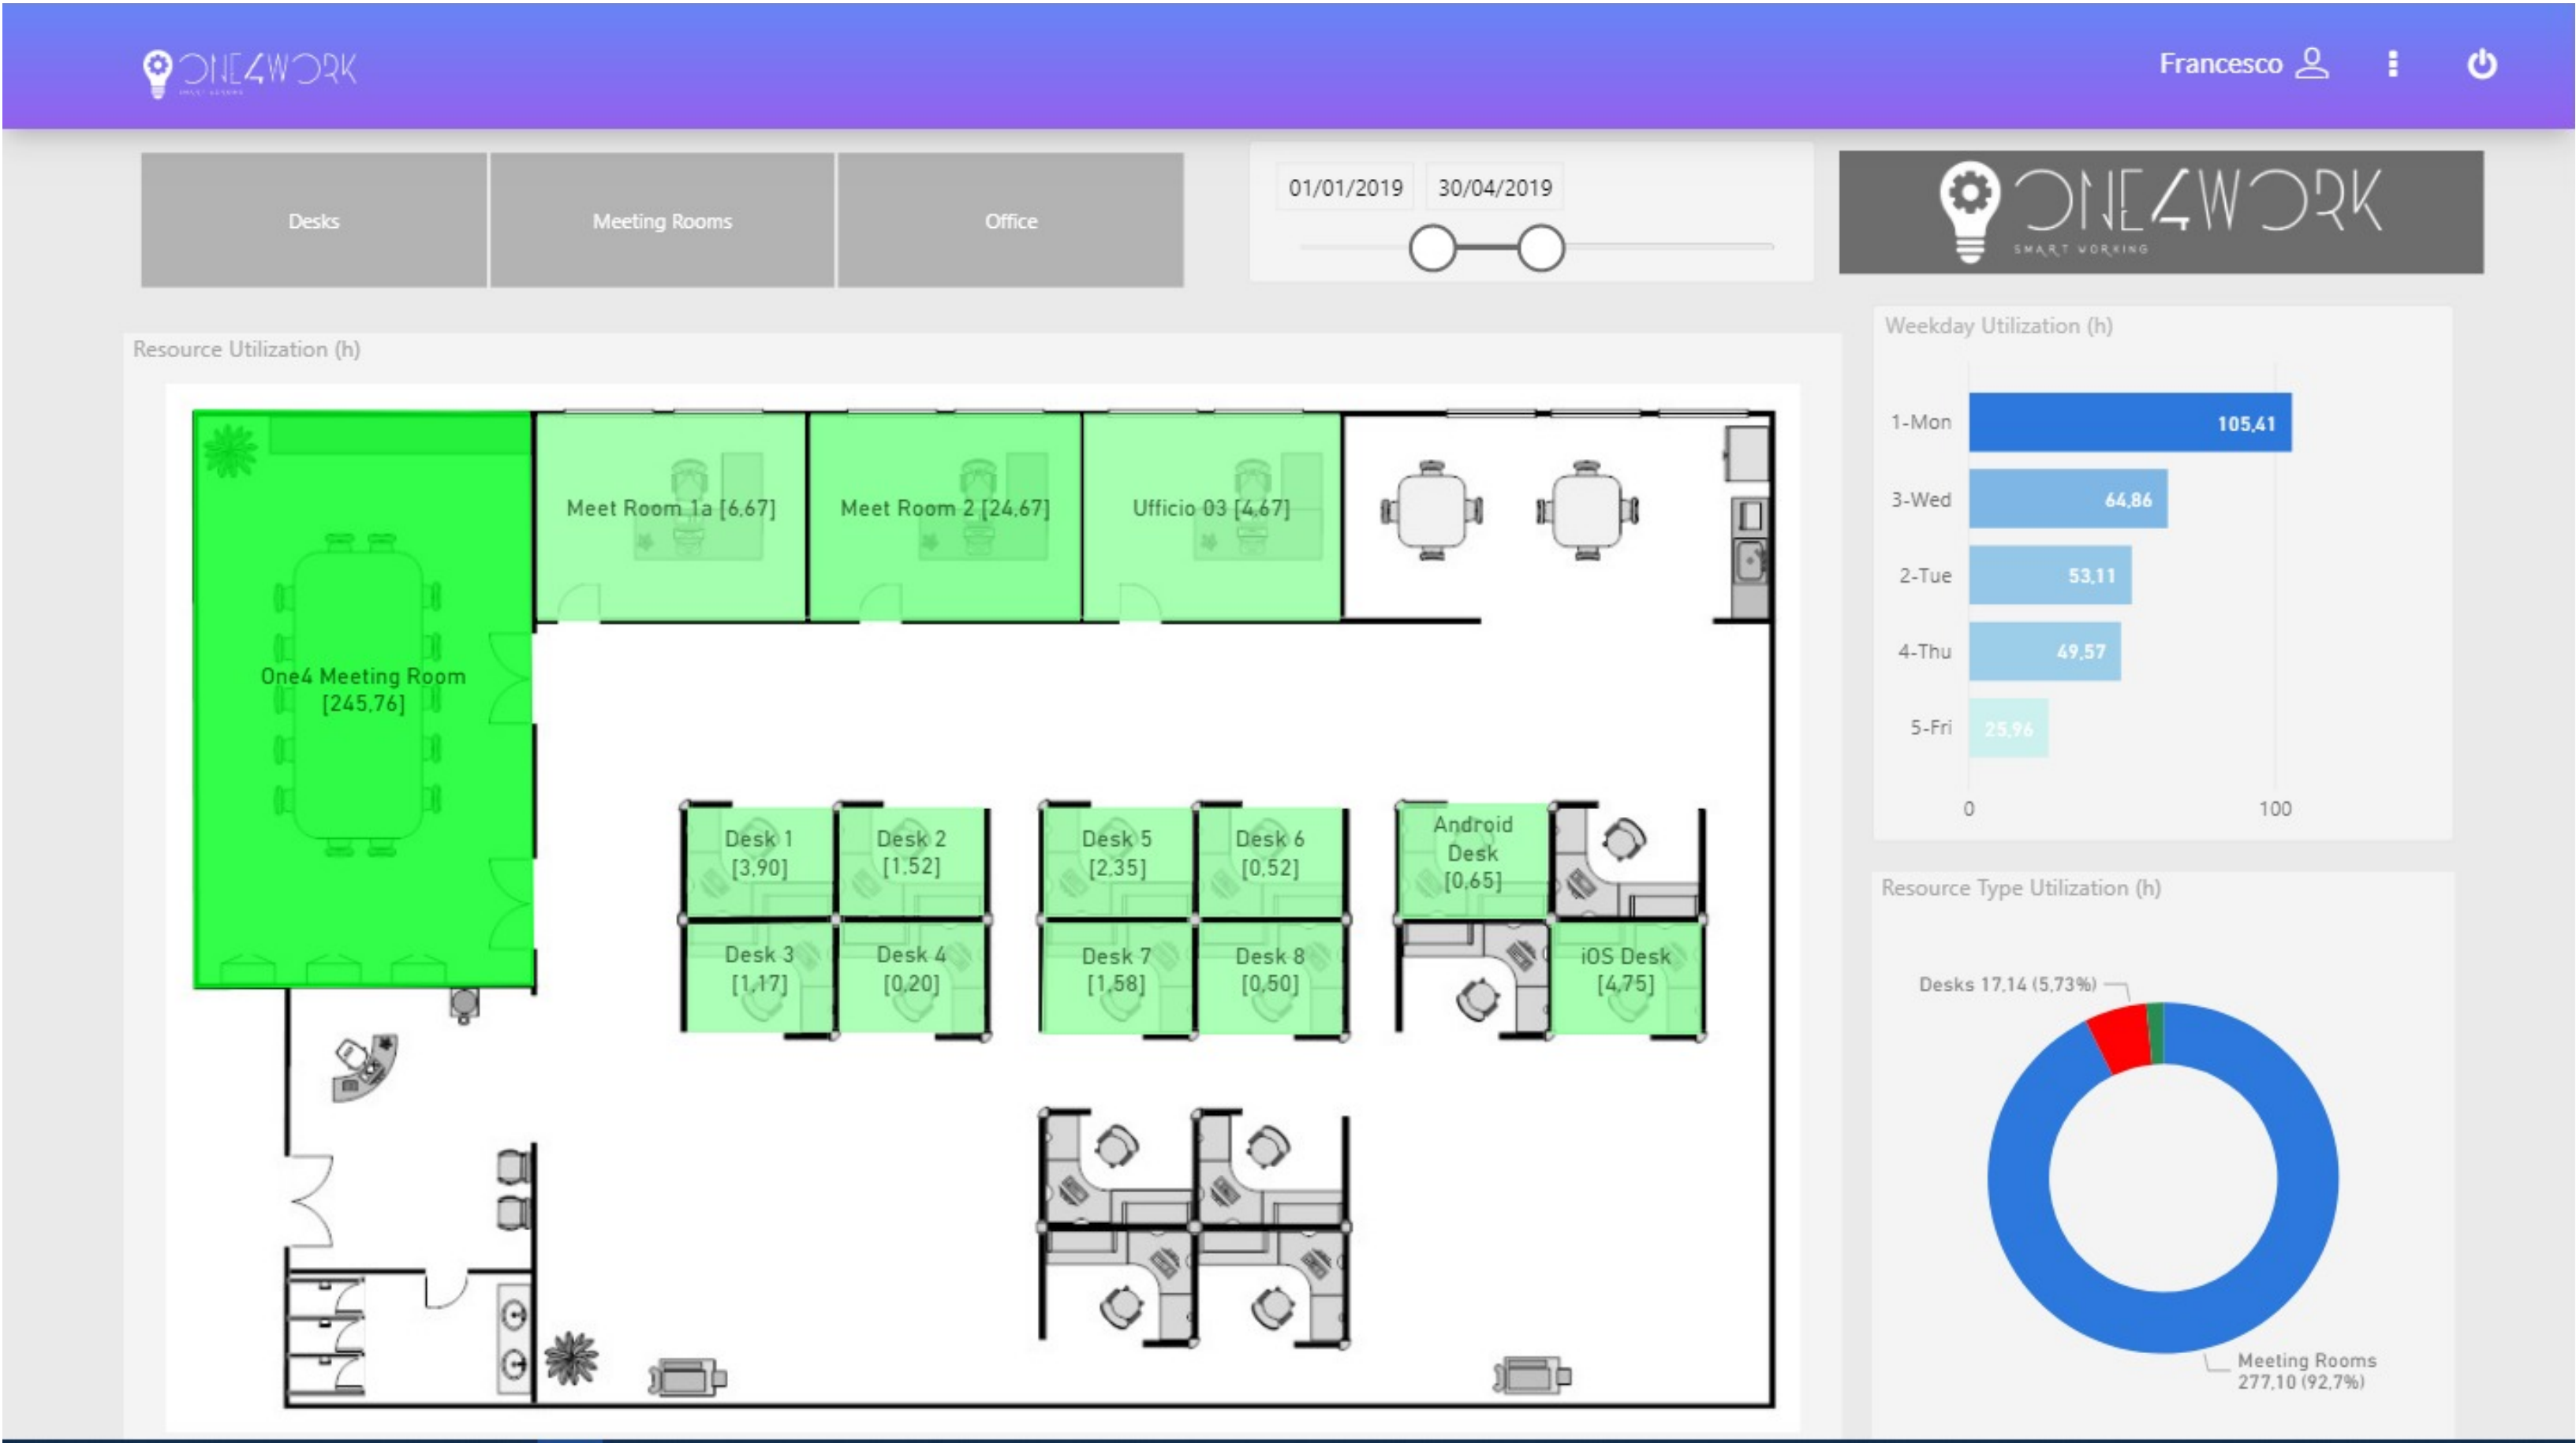 ONE4WORK
Francesco
Desks
Meeting Rooms
Office
01/01/2019
30/04/2019
ONE4WORK
SMART WORKING
Resource Utilization (h)
Meet Room 1a [6,67]
Meet Room 2 [24,67]
Ufficio 03 [4,67]
One4 Meeting Room
[245,76]
Desk 1
[3,90]
Desk 2
[1,52]
Desk 5
[2,35]
Desk 6
[0,52]
Android
Desk
[0,65]
Desk 3
[1,17]
Desk 4
[0,20]
Desk 7
[1,58]
Desk 8
[0,50]
iOS Desk
[4,75]
Weekday Utilization (h)
1-Mon
105,41
3-Wed
64,86
2-Tue
53,11
4-Thu
49,57
5-Fri
25,96
0
100
Resource Type Utilization (h)
Desks 17,14 (5,73%)
Meeting Rooms
277,10 (92,7%)